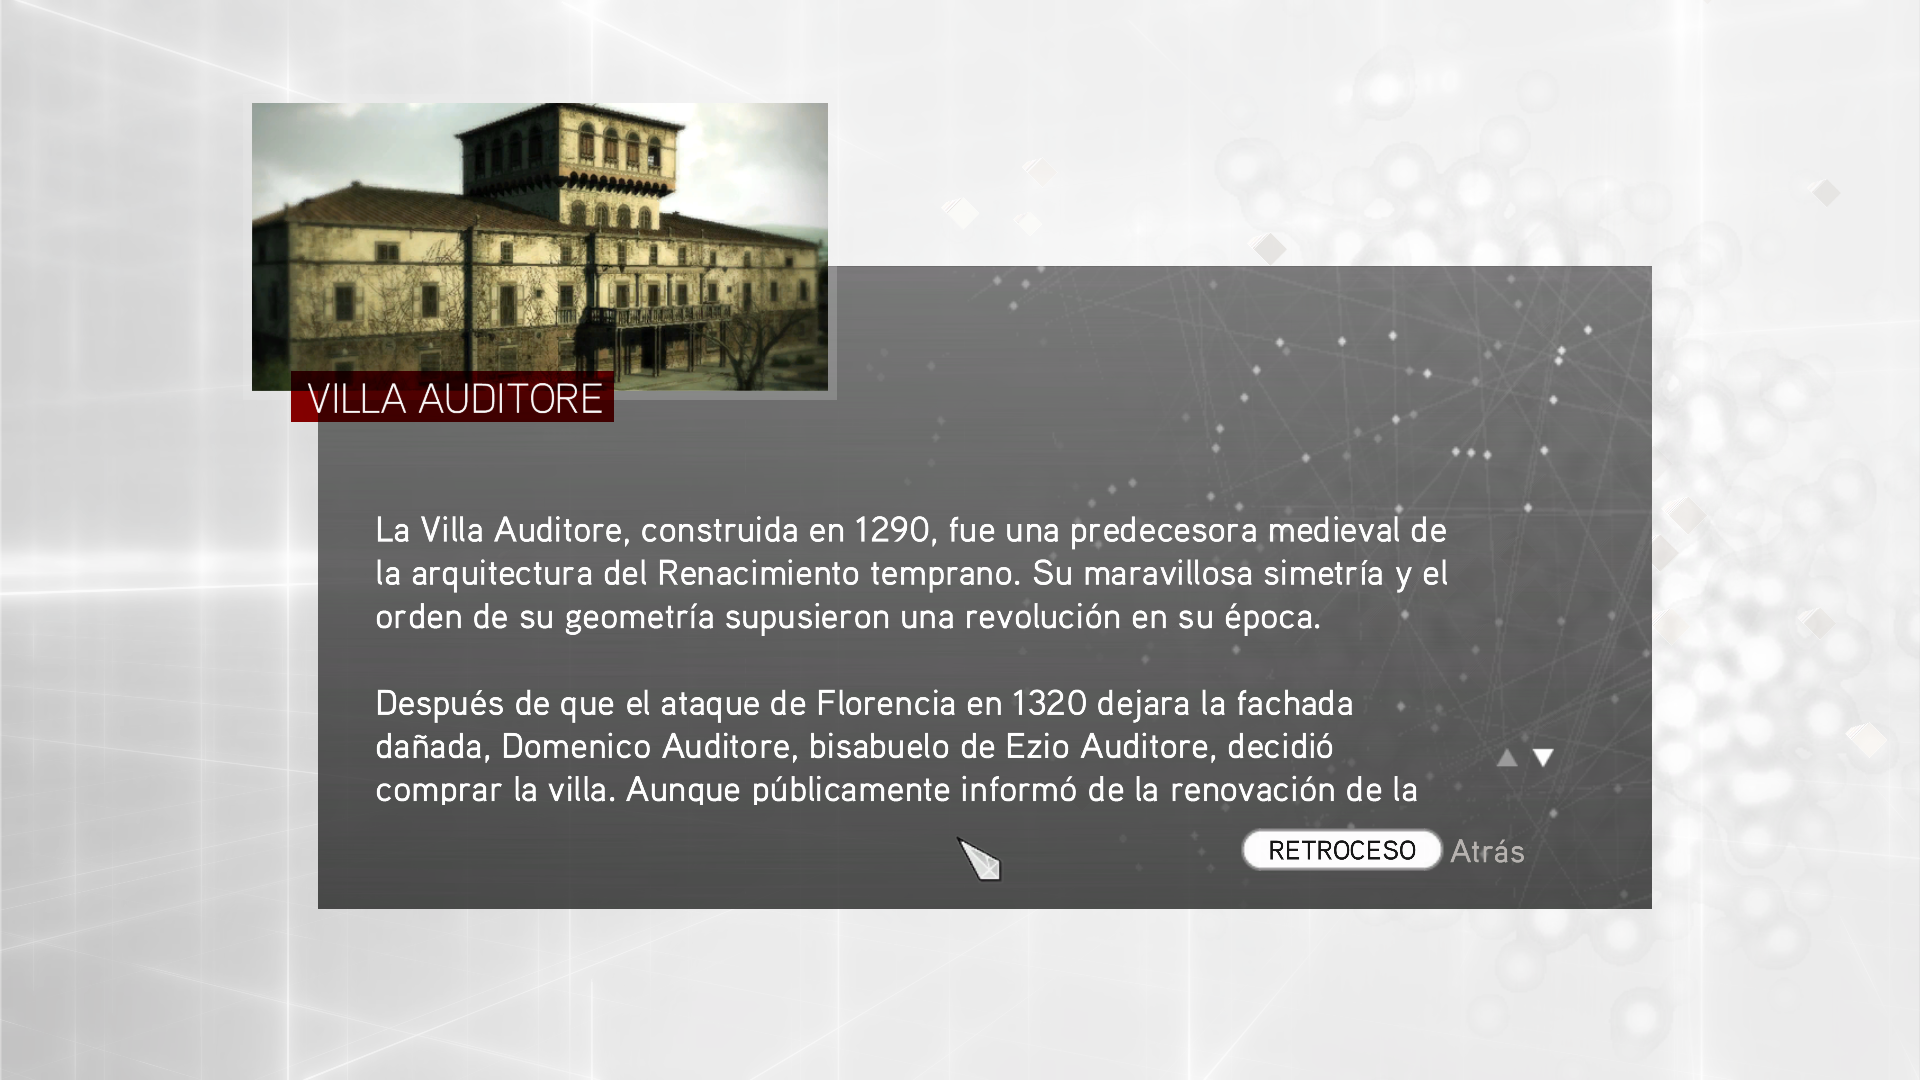 VILLA AUDITORE
La Villa Auditore, construida en 1290, fue una predecesora medieval de
la arquitectura del Renacimiento temprano. Su maravillosa simetría y el
orden de su geometría supusieron una revolución en su época.
Después de que el ataque de Florencia en 1320 dejara la fachada
dañada, Domenico Auditore, bisabuelo de Ezio Auditore, decidió
comprar la villa. Aunque públicamente informó de la renovación de la
RETROCESO Atrás